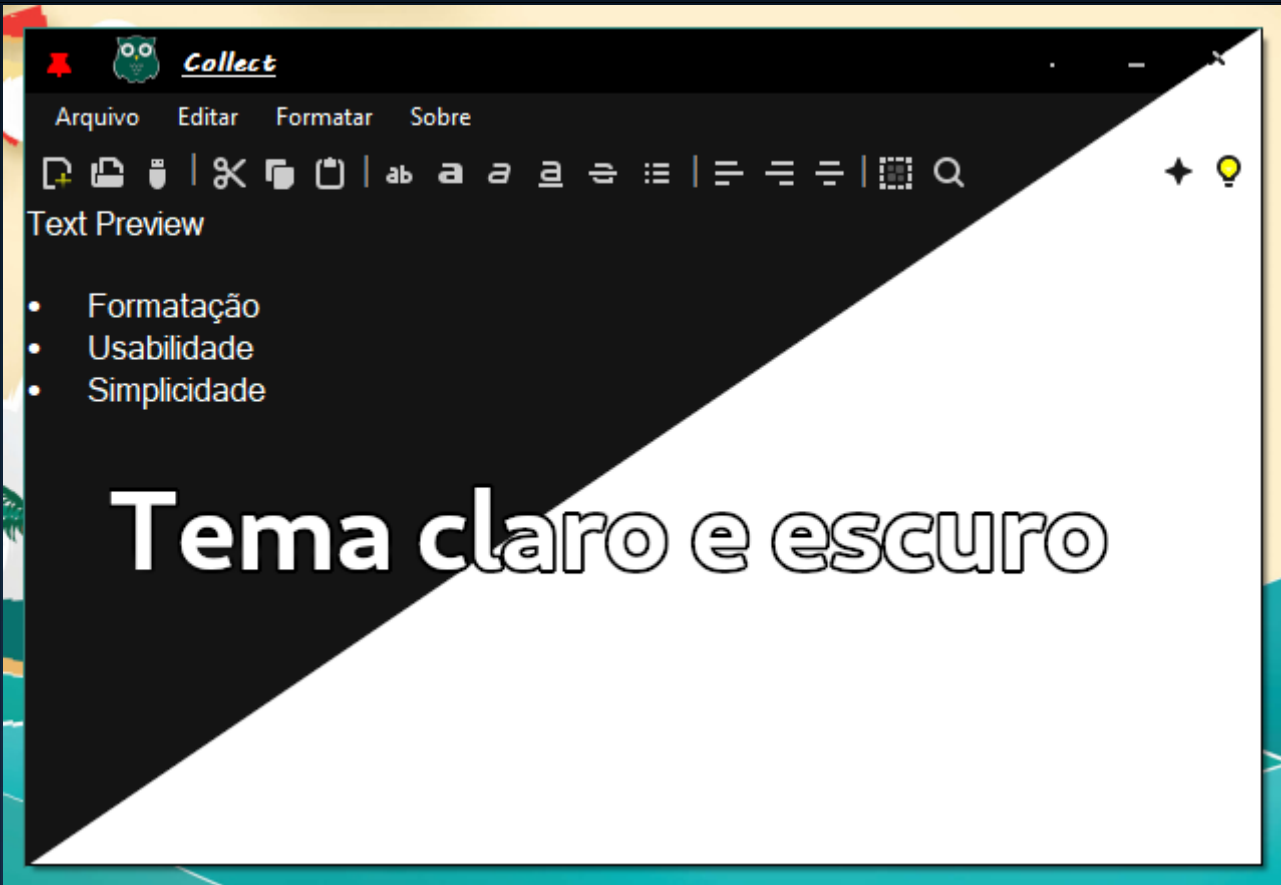 Collect
Arquivo Editar Formatar Sobre
ab a a a
Text Preview
• Formatação
• Usabilidade
• Simplicidade
Tema claro e escuro